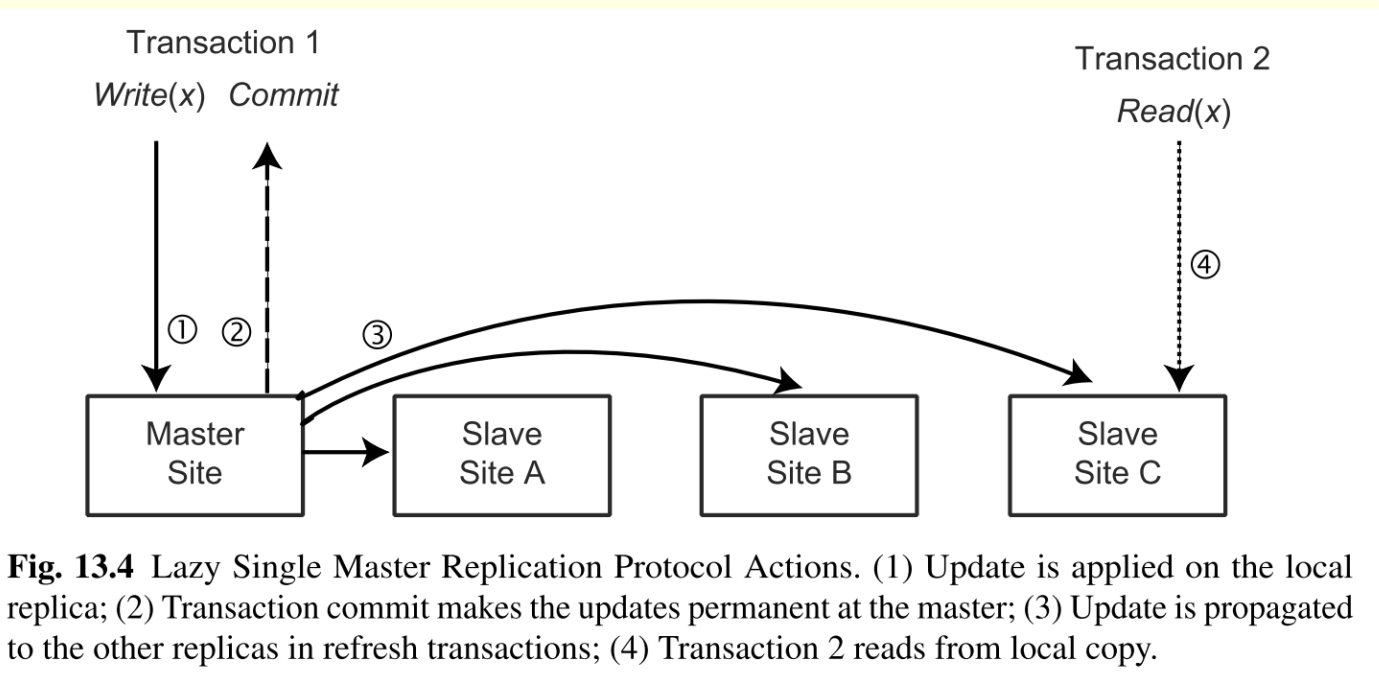 Transaction 1
Write(x) Commit
Transaction 2
Read(x)
①
②
③
④
Master
Site
Slave
Site A
Slave
Site B
Slave
Site C
Fig. 13.4 Lazy Single Master Replication Protocol Actions. (1) Update is applied on the local
replica; (2) Transaction commit makes the updates permanent at the master; (3) Update is propagated
to the other replicas in refresh transactions; (4) Transaction 2 reads from local copy.